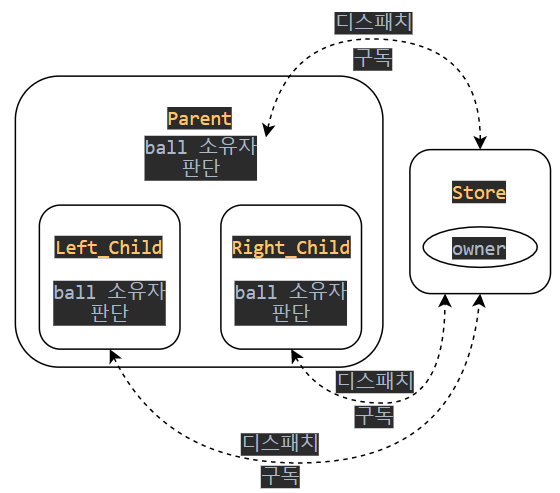 디스패치
구독
Parent
ball 소유자
판단
Store
owner
Left_Child
ball 소유자
판단
Right_Child
ball 소유자
판단
디스패치
구독
디스패치
구독